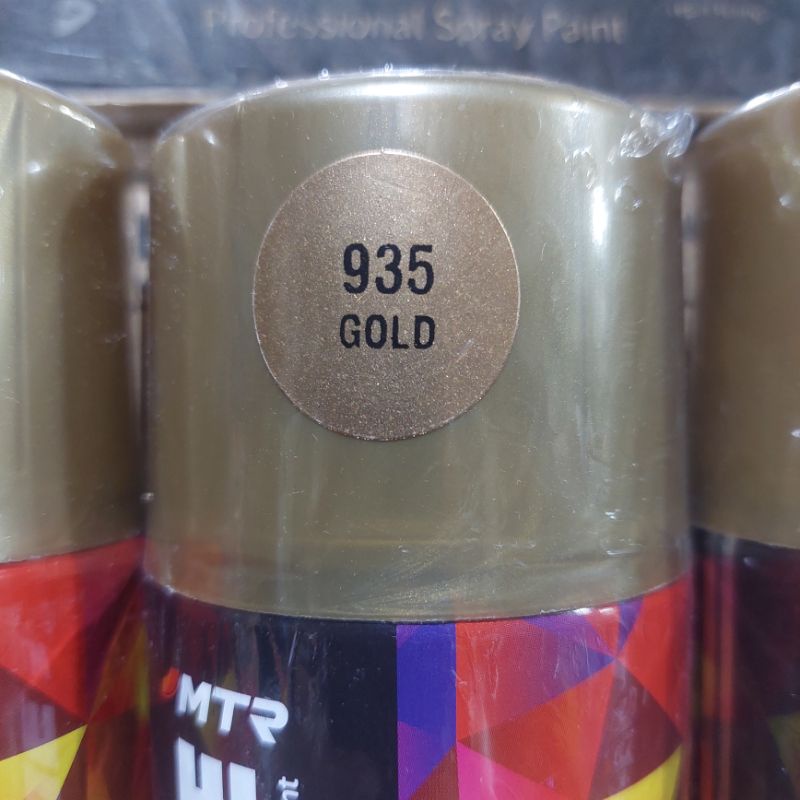 Professional Spray Paint
935
GOLD
MTR